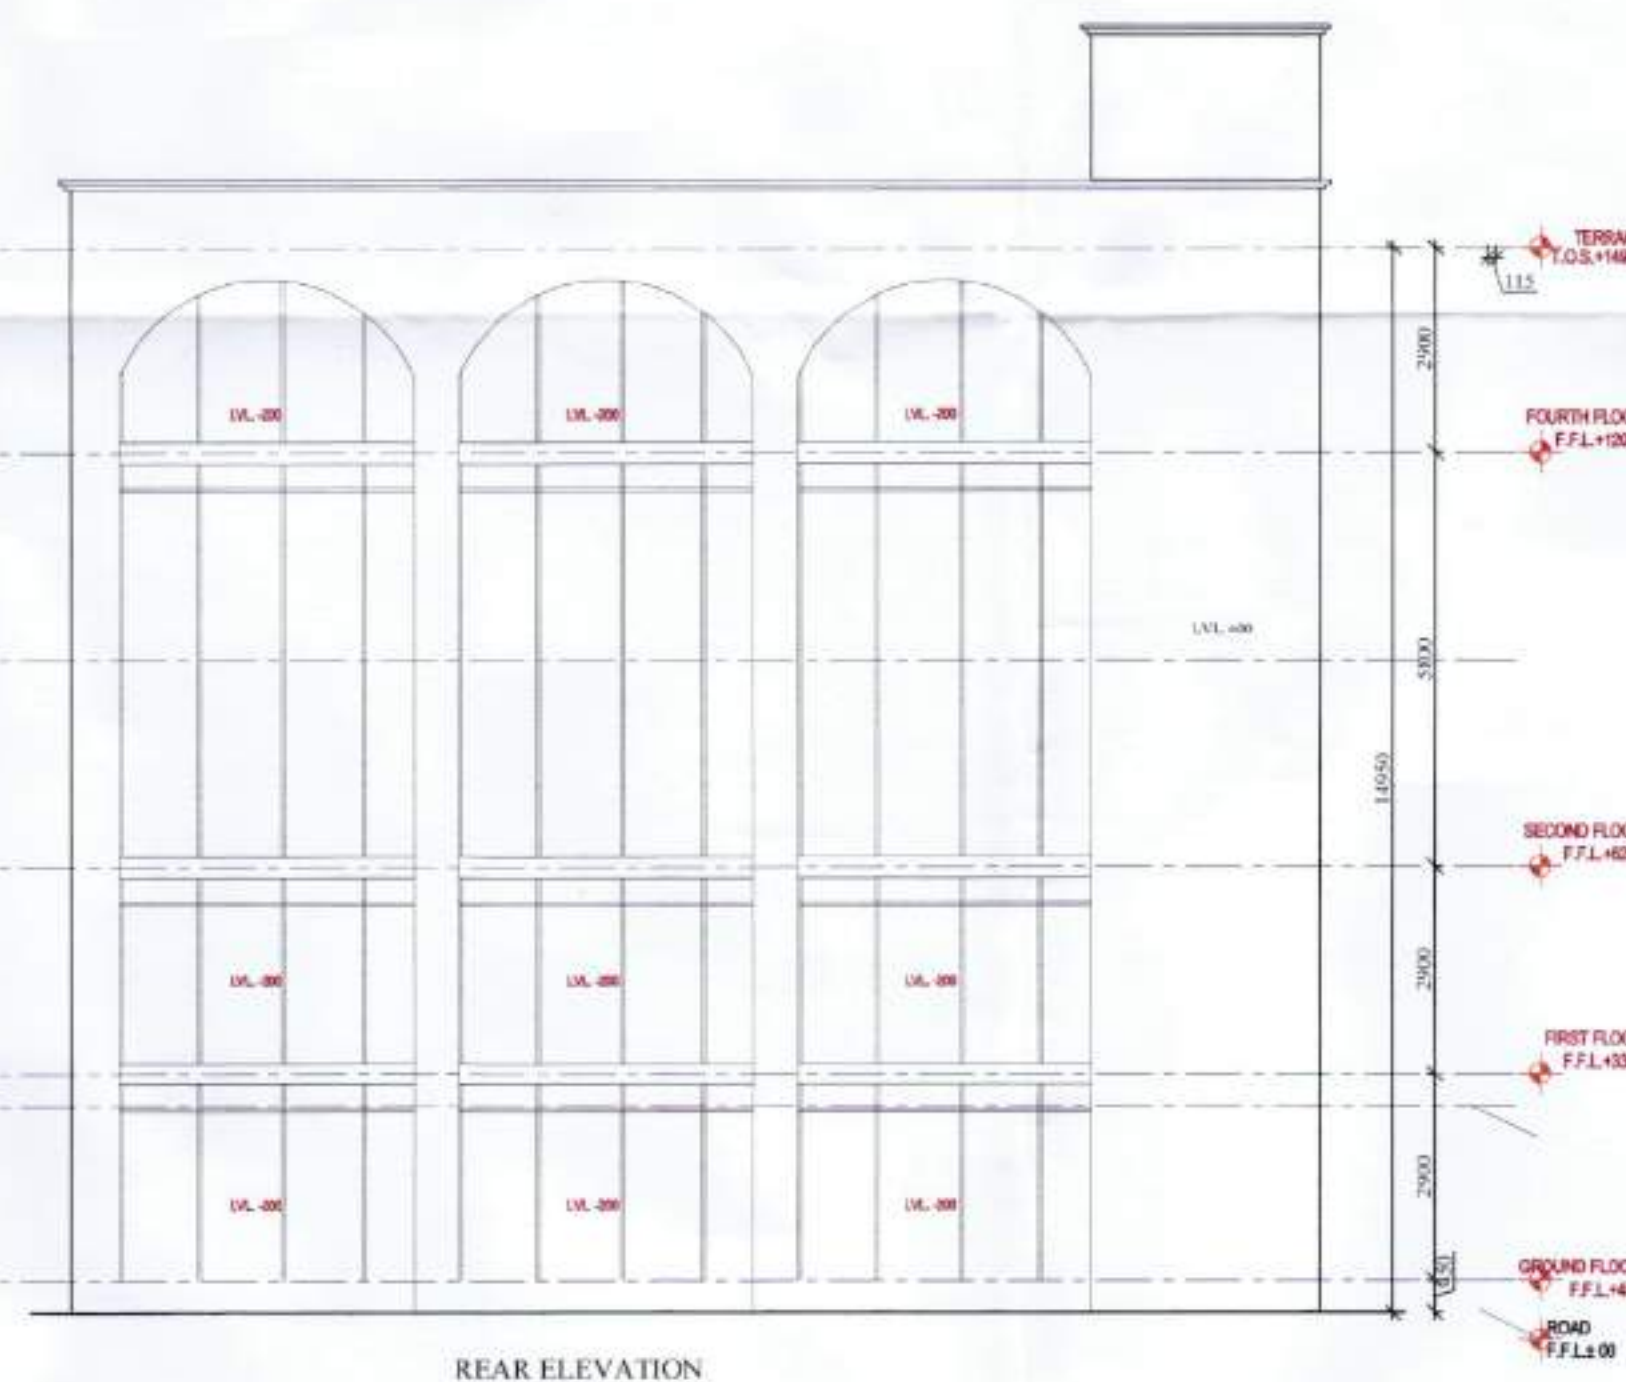 TERRA
T.O.S.+149
115
2900
FOURTH FLO
F.F.L.+120
LVL. -200
LVL. -200
LVL. -200
5800
14950
SECOND FLO
2900
LVL. -200
LVL. -200
LVL. -200
FIRST FLO
F.F.L.+33
2900
LVL. -200
LVL. -200
LVL. -200
450
GROUND FLO
F.F.L.+4
ROAD
F.F.L.± 00
REAR ELEVATION